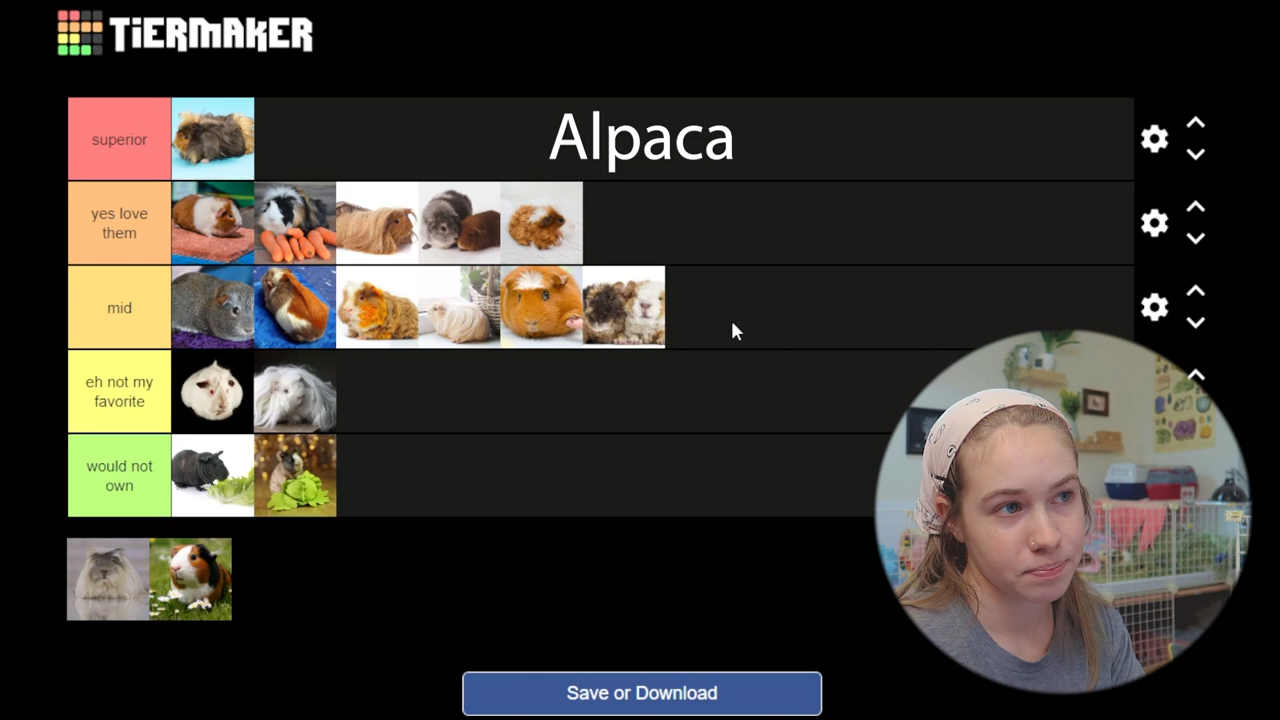 TiERMAKER
superior
Alpaca
yes love
them
mid
eh not my
favorite
would not
own
Save or Download